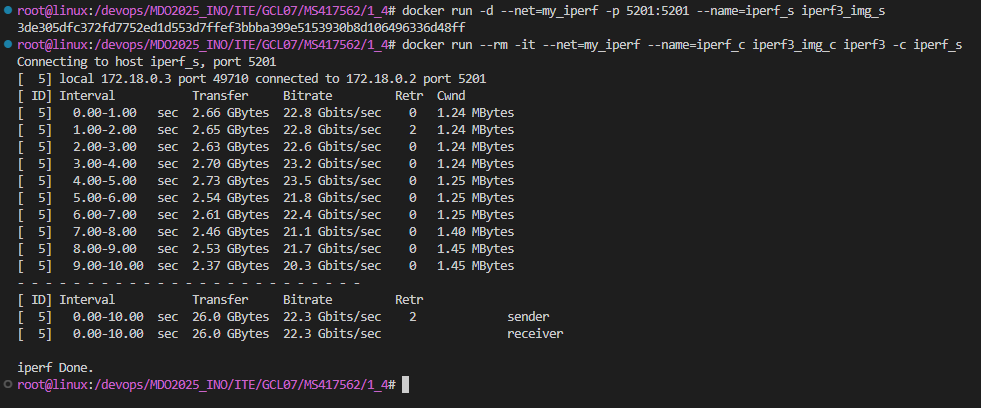 root@linux:/devops/MDO2025_INO/ITE/GCL07/MS417562/1_4# docker run -d --net=my_iperf -p 5201:5201 --name=iperf_s iperf3_img_s
3de305dfc372fd7752ed1d553d7ffef3bbba399e5153930b8d106496336d48ff
root@linux:/devops/MDO2025_INO/ITE/GCL07/MS417562/1_4# docker run --rm -it --net=my_iperf --name=iperf_c iperf3_img_c iperf3 -c iperf_s
Connecting to host iperf_s, port 5201
[  5] local 172.18.0.3 port 49710 connected to 172.18.0.2 port 5201
[ ID] Interval           Transfer     Bitrate         Retr  Cwnd
[  5]   0.00-1.00   sec  2.66 GBytes  22.8 Gbits/sec    0   1.24 MBytes
[  5]   1.00-2.00   sec  2.65 GBytes  22.8 Gbits/sec    2   1.24 MBytes
[  5]   2.00-3.00   sec  2.63 GBytes  22.6 Gbits/sec    0   1.24 MBytes
[  5]   3.00-4.00   sec  2.70 GBytes  23.2 Gbits/sec    0   1.24 MBytes
[  5]   4.00-5.00   sec  2.73 GBytes  23.5 Gbits/sec    0   1.25 MBytes
[  5]   5.00-6.00   sec  2.54 GBytes  21.8 Gbits/sec    0   1.25 MBytes
[  5]   6.00-7.00   sec  2.61 GBytes  22.4 Gbits/sec    0   1.25 MBytes
[  5]   7.00-8.00   sec  2.46 GBytes  21.1 Gbits/sec    0   1.40 MBytes
[  5]   8.00-9.00   sec  2.53 GBytes  21.7 Gbits/sec    0   1.45 MBytes
[  5]   9.00-10.00  sec  2.37 GBytes  20.3 Gbits/sec    0   1.45 MBytes
- - - - - - - - - - - - - - - - - - - - - - - - -
[ ID] Interval           Transfer     Bitrate         Retr
[  5]   0.00-10.00  sec  26.0 GBytes  22.3 Gbits/sec    2             sender
[  5]   0.00-10.00  sec  26.0 GBytes  22.3 Gbits/sec                  receiver
iperf Done.
root@linux:/devops/MDO2025_INO/ITE/GCL07/MS417562/1_4#